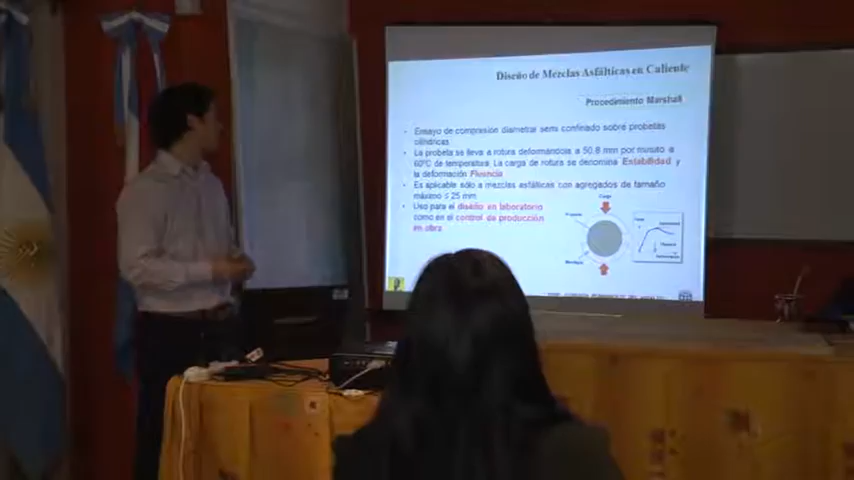 Diseño de Mezclas Asfálticas en Caliente
Procedimiento Marshall
• Ensayo de compresión diametral semi confinado sobre probetas
cilíndricas
• La probeta se lleva a rotura deformándola a 50.8 mm por minuto a
60ºC de temperatura. La carga de rotura se denomina Estabilidad y
la deformación Fluencia
• Es aplicable sólo a mezclas asfálticas con agregados de tamaño
máximo ≤ 25 mm
• Uso para el diseño en laboratorio
como en el control de producción
en obra
Carga